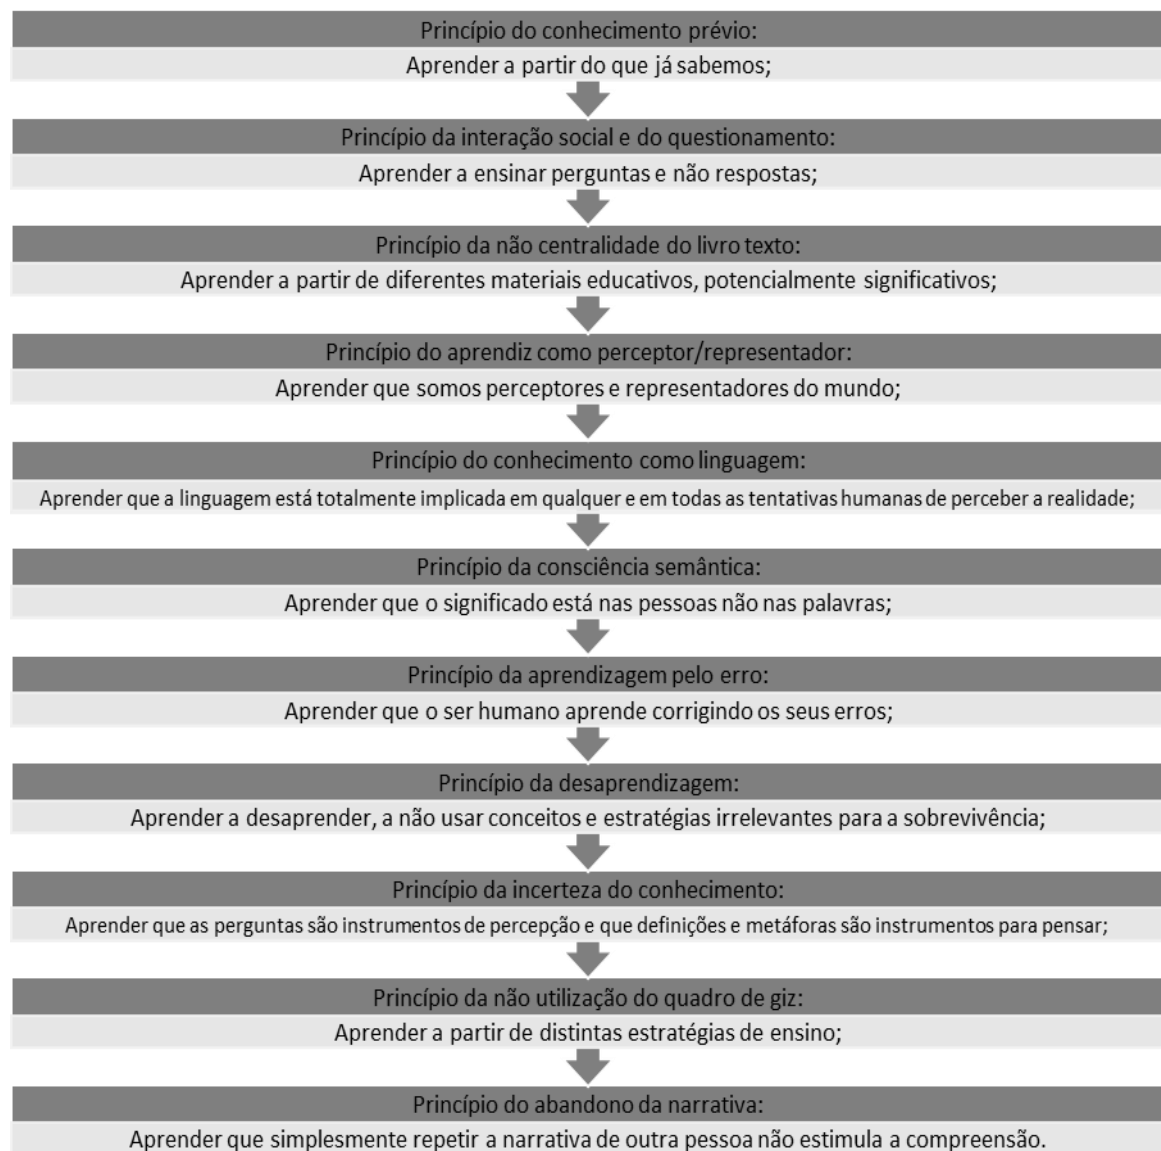 Princípio do conhecimento prévio:
Aprender a partir do que já sabemos;
Princípio da interação social e do questionamento:
Aprender a ensinar perguntas e não respostas;
Princípio da não centralidade do livro texto:
Aprender a partir de diferentes materiais educativos, potencialmente significativos;
Princípio do aprendiz como perceptor/representador:
Aprender que somos perceptores e representadores do mundo;
Princípio do conhecimento como linguagem:
Aprender que a linguagem está totalmente implicada em qualquer e em todas as tentativas humanas de perceber a realidade;
Princípio da consciência semântica:
Aprender que o significado está nas pessoas não nas palavras;
Princípio da aprendizagem pelo erro:
Aprender que o ser humano aprende corrigindo os seus erros;
Princípio da desaprendizagem:
Aprender a desaprender, a não usar conceitos e estratégias irrelevantes para a sobrevivência;
Princípio da incerteza do conhecimento:
Aprender que as perguntas são instrumentos de percepção e que definições e metáforas são instrumentos para pensar;
Princípio da não utilização do quadro de giz:
Aprender a partir de distintas estratégias de ensino;
Princípio do abandono da narrativa:
Aprender que simplesmente repetir a narrativa de outra pessoa não estimula a compreensão.